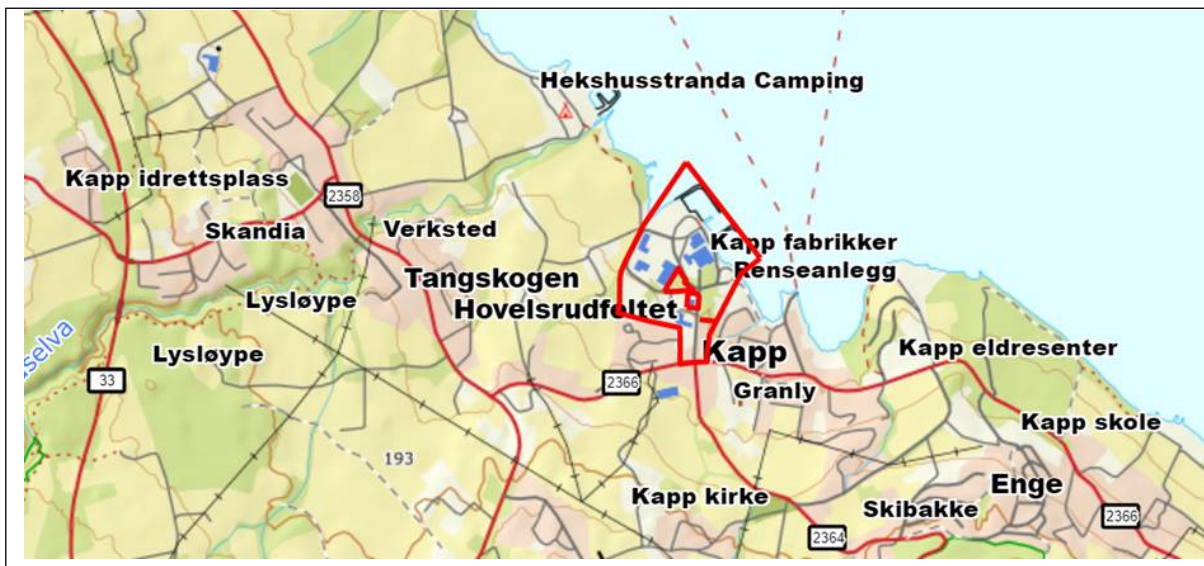 Hekshusstranda Camping
Kapp idrettsplass
2358
Skandia
Verksted
Kapp fabrikker
Renseanlegg
Tangskogen
Lysløype
Hovelsrudfeltet
Lysløype
Kapp
Kapp eldresenter
33
2366
Granly
Kapp skole
193
Kapp kirke
Enge
Skibakke
2366
2364